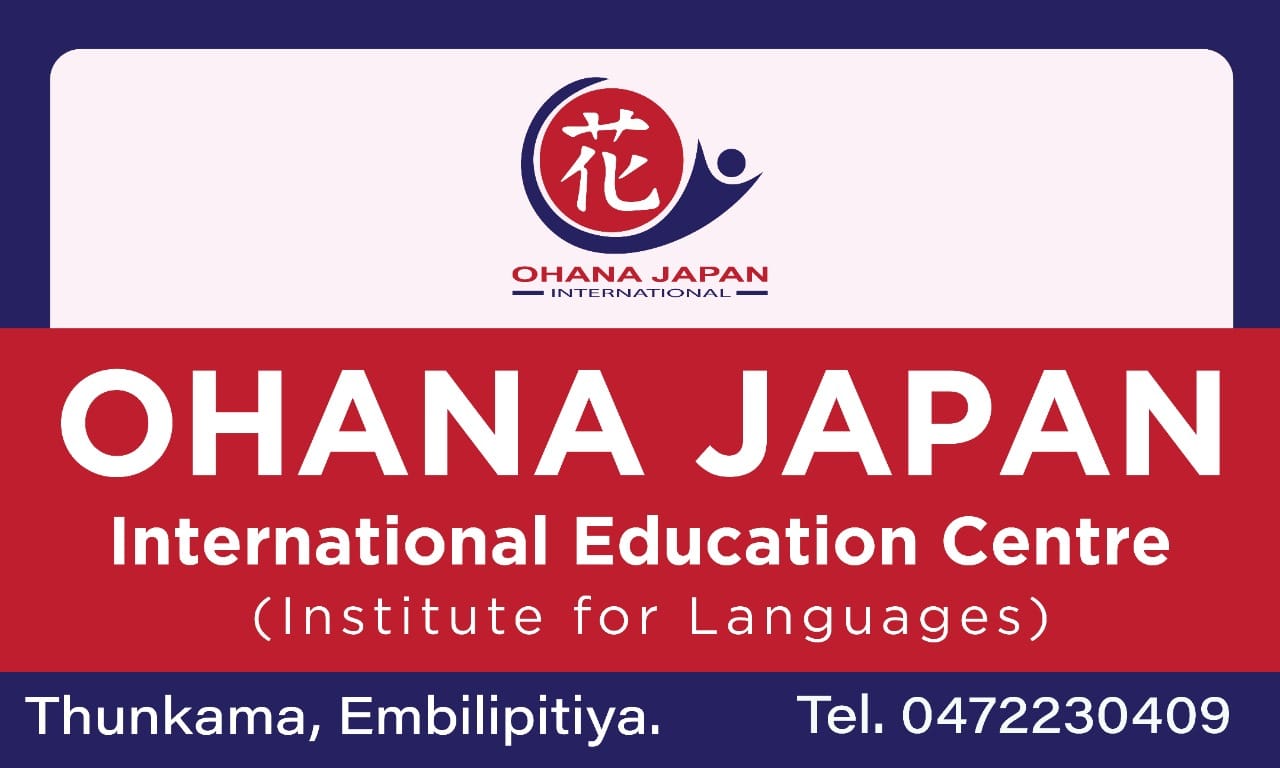 花
OHANA JAPAN
INTERNATIONAL
OHANA JAPAN
International Education Centre
(Institute for Languages)
Thunkama, Embilipitiya. Tel. 0472230409